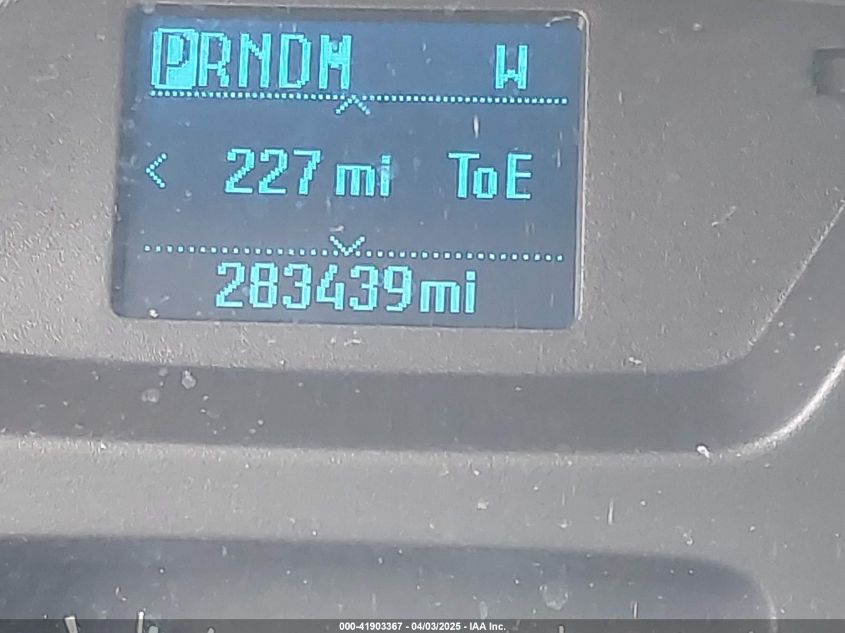 PRNDM W
< 227 mi ToE
283439mi
000-41903367 - 04/03/2025 - IAA Inc.